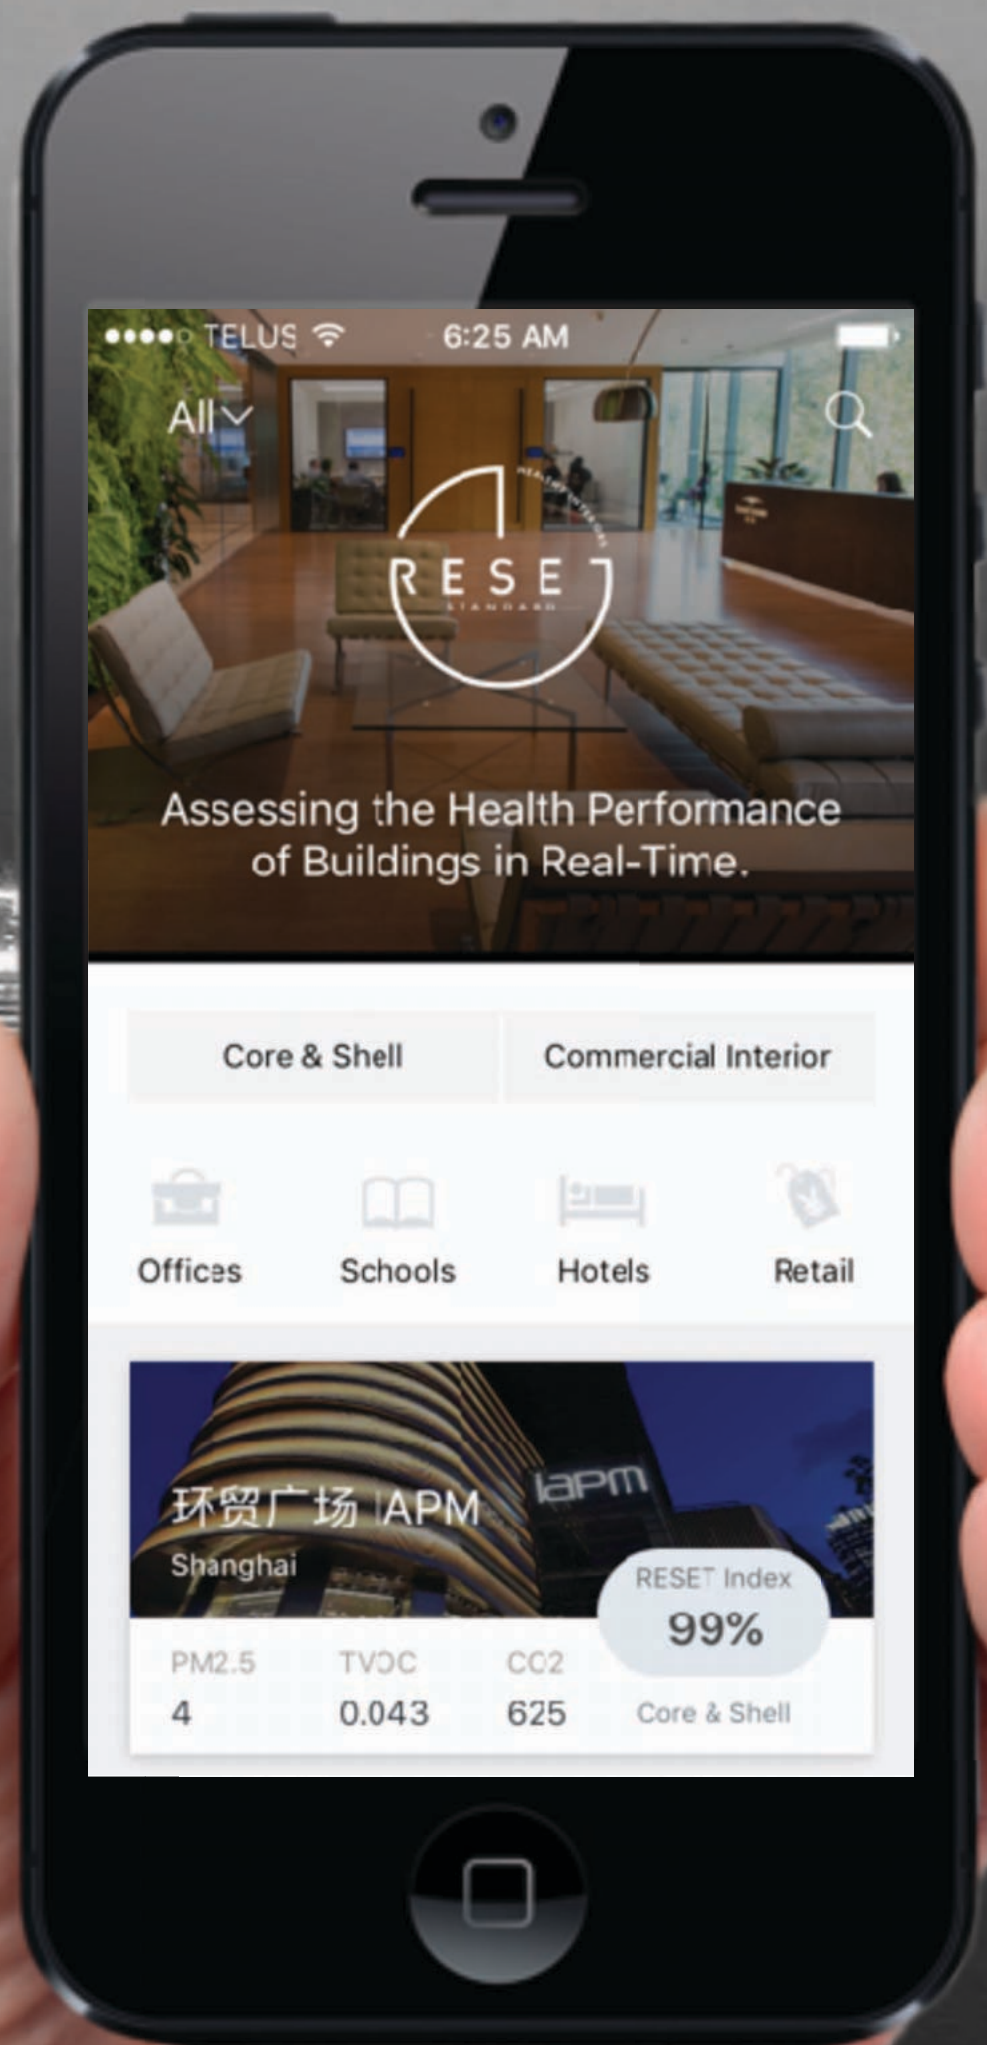 TELUS 6:25 AM
All
HEALTHY INTERIORS
RESET
STANDARD
Assessing the Health Performance
of Buildings in Real-Time.
Core & Shell Commercial Interior
Offices Schools Hotels Retail
iapm
环贸广场 IAPM
Shanghai
RESET Index
99%
PM2.5 TVOC CO2
4 0.043 625 Core & Shell